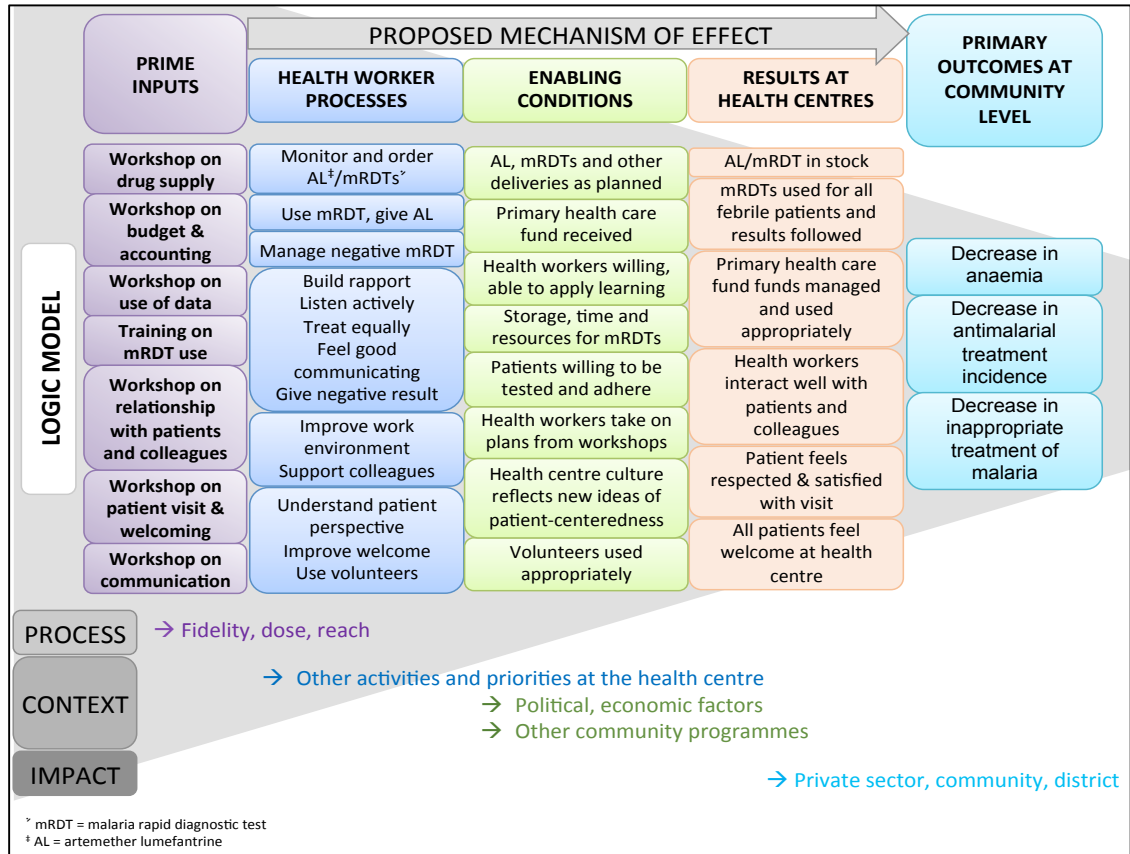 PROPOSED MECHANISM OF EFFECT
PRIME
INPUTS
HEALTH WORKER
PROCESSES
ENABLING
CONDITIONS
RESULTS AT
HEALTH CENTRES
PRIMARY
OUTCOMES AT
COMMUNITY
LEVEL
LOGIC MODEL
Workshop on
drug supply
Workshop on
budget &
accounting
Workshop on
use of data
Training on
mRDT use
Workshop on
relationship
with patients
and colleagues
Workshop on
patient visit &
welcoming
Workshop on
communication
Monitor and order
AL‡/mRDTs˅
Use mRDT, give AL
Manage negative mRDT
Build rapport
Listen actively
Treat equally
Feel good
communicating
Give negative result
Improve work
environment
Support colleagues
Understand patient
perspective
Improve welcome
Use volunteers
AL, mRDTs and other
deliveries as planned
Primary health care
fund received
Health workers willing,
able to apply learning
Storage, time and
resources for mRDTs
Patients willing to be
tested and adhere
Health workers take on
plans from workshops
Health centre culture
reflects new ideas of
patient-centeredness
Volunteers used
appropriately
AL/mRDT in stock
mRDTs used for all
febrile patients and
results followed
Primary health care
fund funds managed
and used
appropriately
Health workers
interact well with
patients and
colleagues
Patient feels
respected & satisfied
with visit
All patients feel
welcome at health
centre
Decrease in
anaemia
Decrease in
antimalarial
treatment
incidence
Decrease in
inappropriate
treatment of
malaria
PROCESS
→ Fidelity, dose, reach
CONTEXT
→ Other activities and priorities at the health centre
→ Political, economic factors
→ Other community programmes
IMPACT
→ Private sector, community, district
˅ mRDT = malaria rapid diagnostic test
‡ AL = artemether lumefantrine